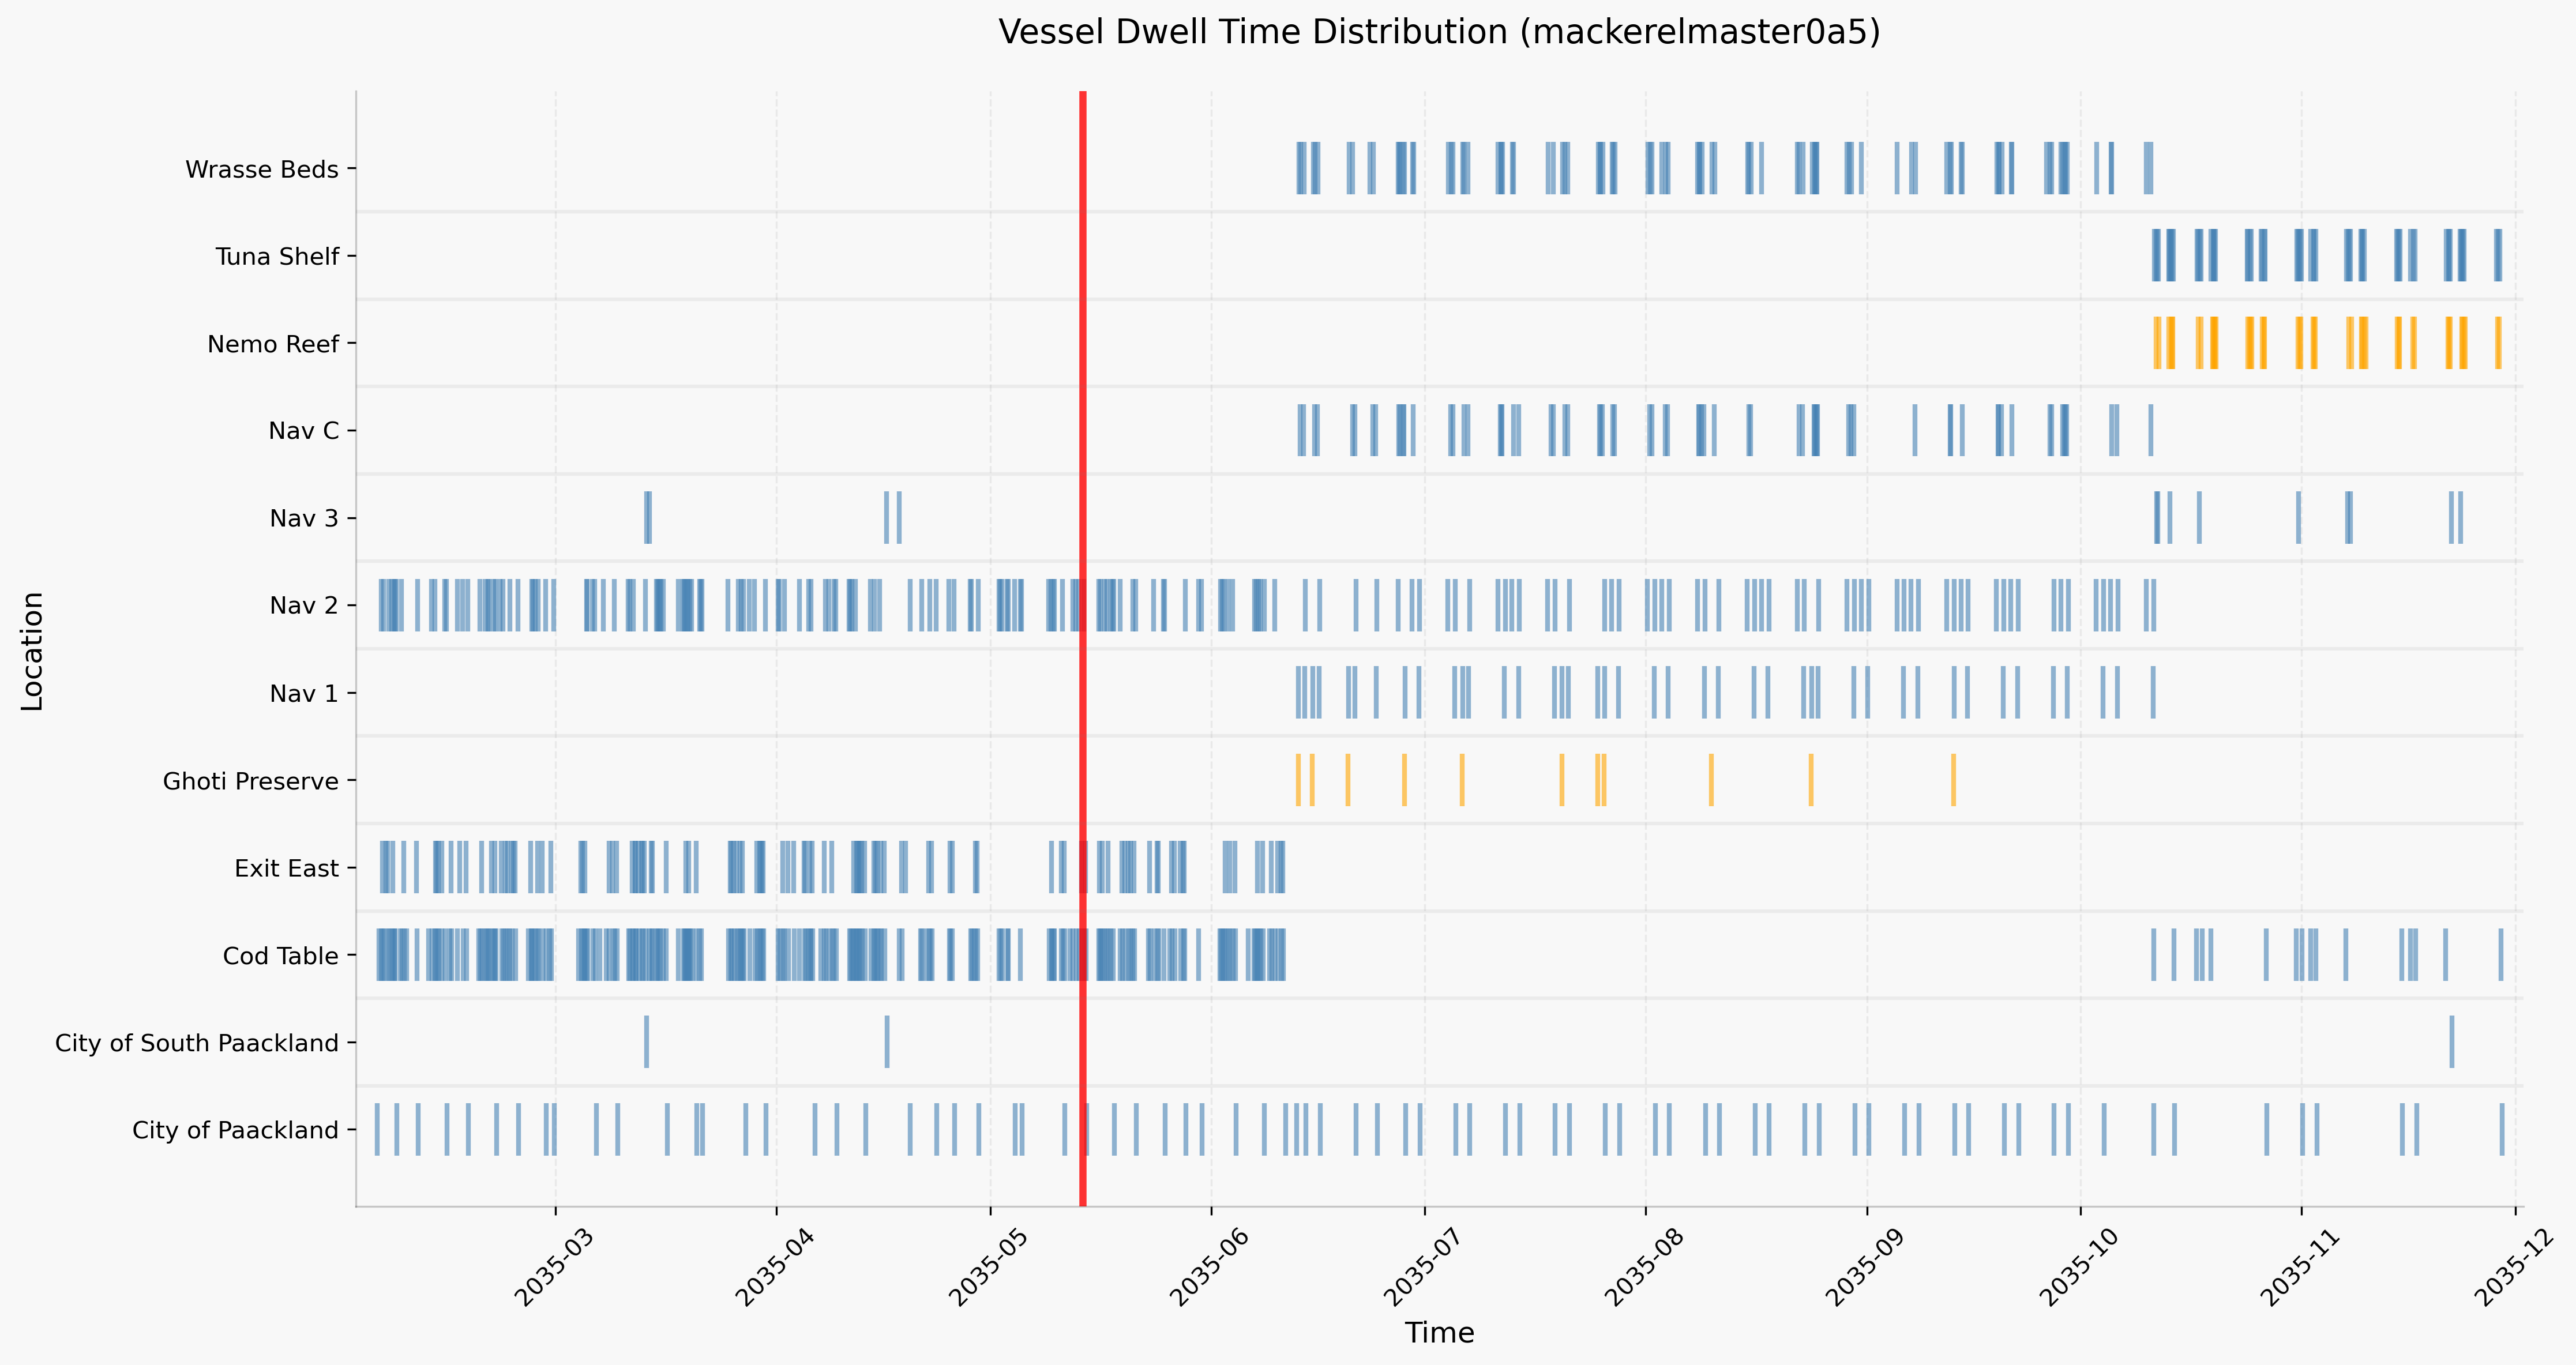 Vessel Dwell Time Distribution (mackerelmaster0a5)
Wrasse Beds
Tuna Shelf
Nemo Reef
Nav C
Nav 3
Nav 2
Nav 1
Ghoti Preserve
Exit East
Cod Table
City of South Paackland
City of Paackland
Location
2035-03
2035-04
2035-05
2035-06
2035-07
2035-08
2035-09
2035-10
2035-11
2035-12
Time